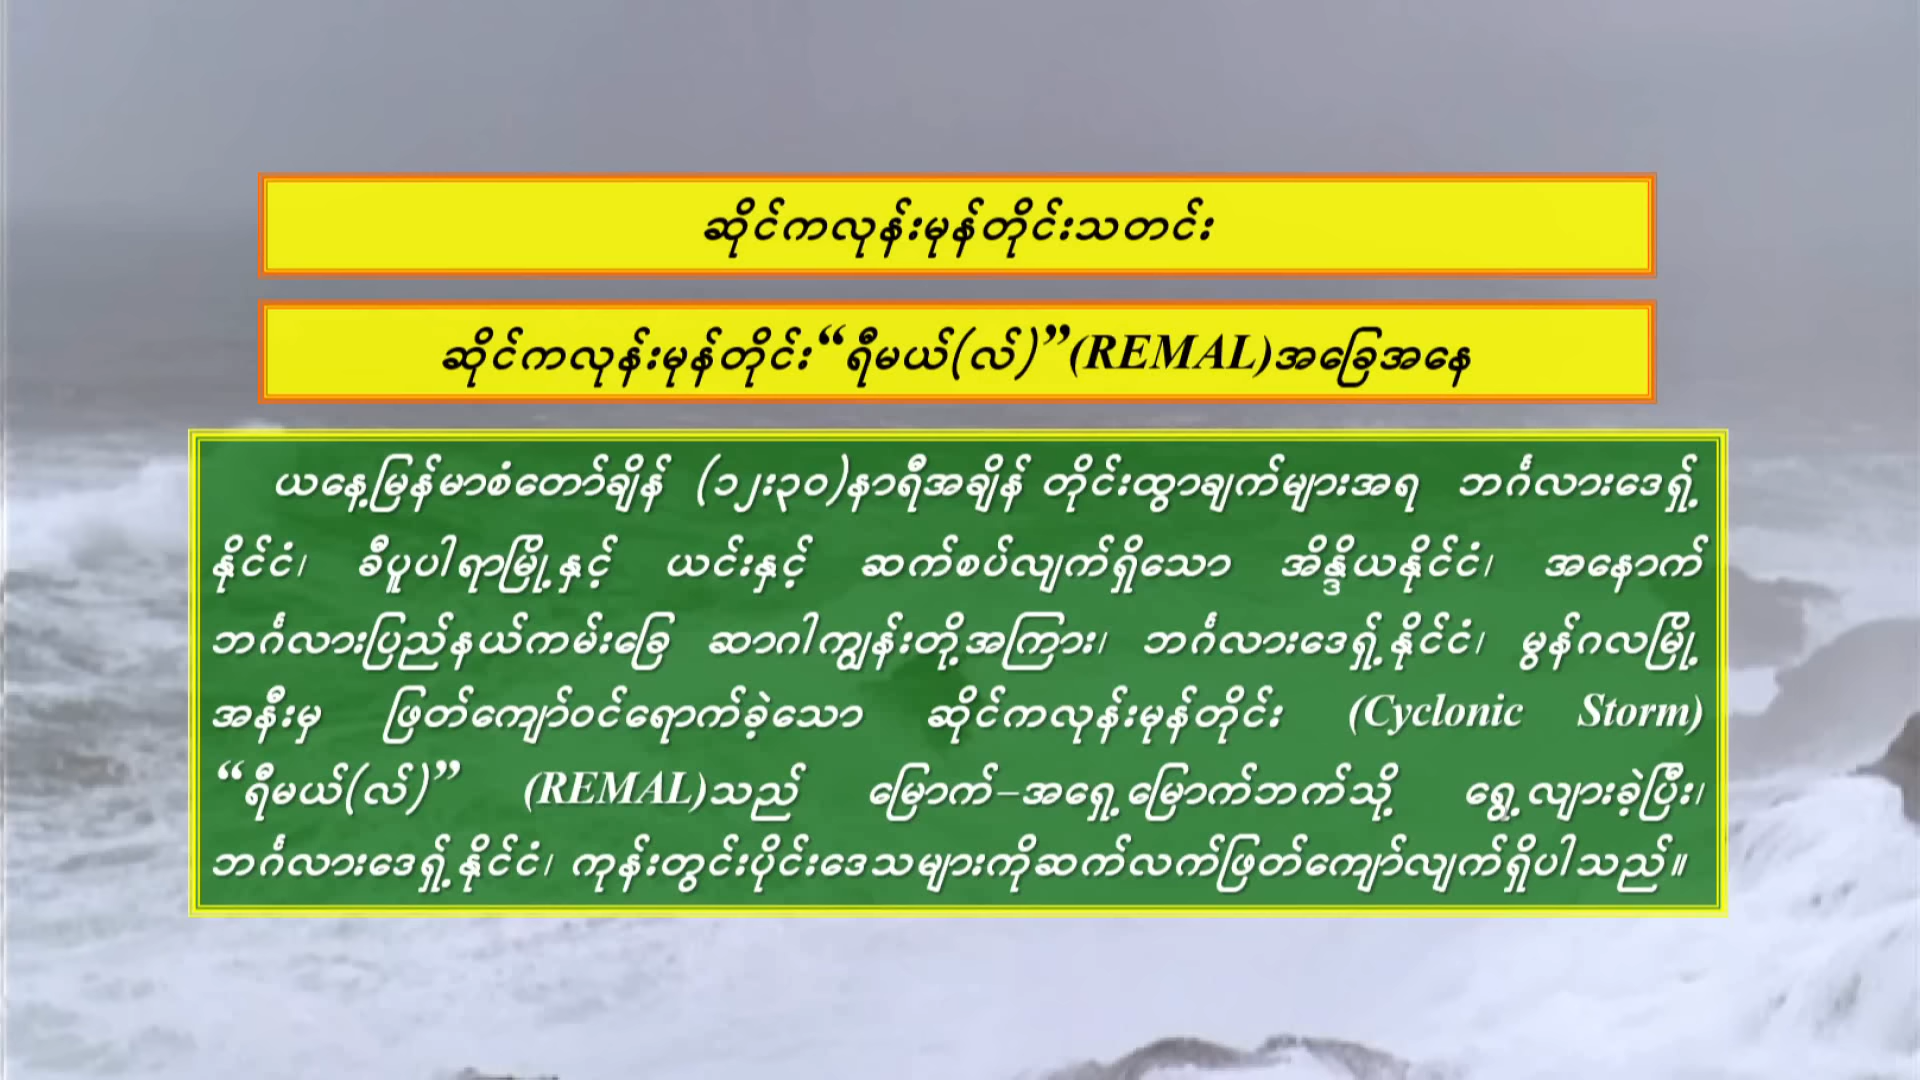 ဆိုင်ကလုန်းမုန်တိုင်းသတင်း
ဆိုင်ကလုန်းမုန်တိုင်း“ရီမယ်(လ်)”(REMAL)အခြေအနေ
ယနေ့မြန်မာစံတော်ချိန် (၁၂းဒ၀)နာရီအချိန် တိုင်းထွာချက်များအရ ဘင်္ဂလားဒေ့ရှ်
နိုင်ငံ၊ ခီပူပါရာမြို့နှင့် ယင်းနှင့် ဆက်စပ်လျက်ရှိသော အိန္ဒိယနိုင်ငံ၊ အနောက်
ဘင်္ဂလားပြည်နယ်ကမ်းခြေ ဆာဂါကျွန်းတို့အကြား၊ ဘင်္ဂလားဒေ့ရှ်နိုင်ငံ၊ မွန်ဂလမြို့
အနီးမှ ဖြတ်ကျော်ဝင်ရောက်ခဲ့သော ဆိုင်ကလုန်းမုန်တိုင်း (Cyclonic Storm)
“ရီမယ်(လ်)” (REMAL)သည် မြောက်–အရှေ့မြောက်ဘက်သို့ ရွေ့လျားခဲ့ပြီး၊
ဘင်္ဂလားဒေ့ရှ်နိုင်ငံ၊ ကုန်းတွင်းပိုင်းဒေသများကိုဆက်လက်ဖြတ်ကျော်လျက်ရှိပါသည်။